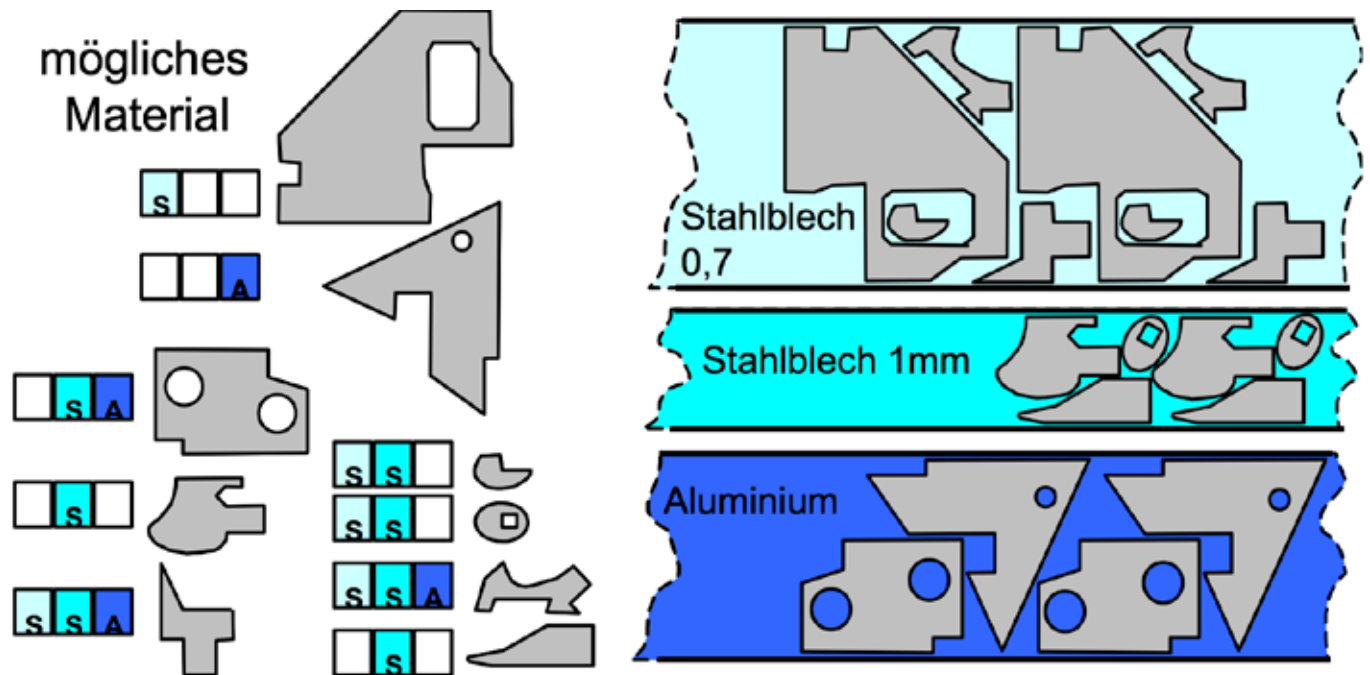 mögliches
Material
S
A
S A
S
S S A
S S
S S
S S A
S
Stahlblech
0,7
Stahlblech 1mm
Aluminium